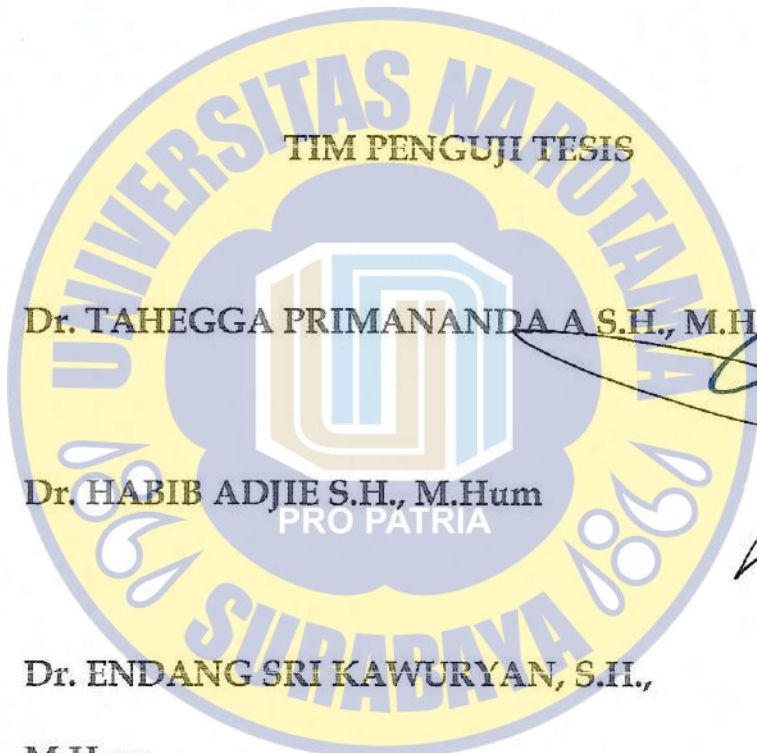 UNIVERSITAS NAROTAMA
TIM PENGUJI TESIS
Dr. TAHEGGA PRIMANANDA A S.H., M.H
Dr. HABIB ADJIE S.H., M.Hum
PRO PATRIA
Dr. ENDANG SRI KAWURYAN, S.H.,
M.Hum
SURABAYA